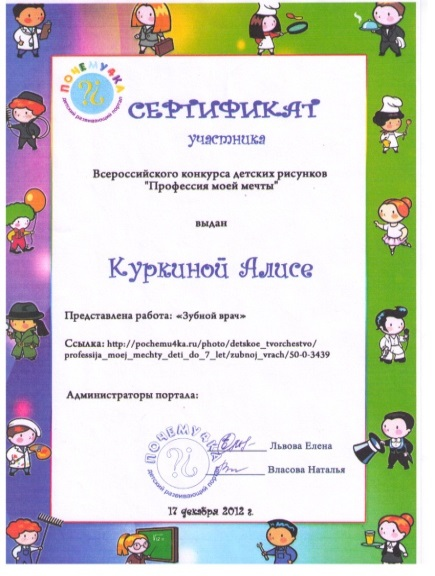 ПОЧЕМУ4КА
детский развивающий портал
СЕРТИФИКАТ
участника
Всероссийского конкурса детских рисунков
"Профессия моей мечты"
выдан
Куркиной Алисе
Представлена работа: «Зубной врач»
Ссылка: http://pochemu4ka.ru/photo/detskoe_tvorchestvo/
professija_moej_mechty_deti_do_7_let/zubnoj_vrach/50-0-3439
Администраторы портала:
ПОЧЕМУ4КА
детский развивающий портал
Львова Елена
Власова Наталья
17 декабря 2012 г.